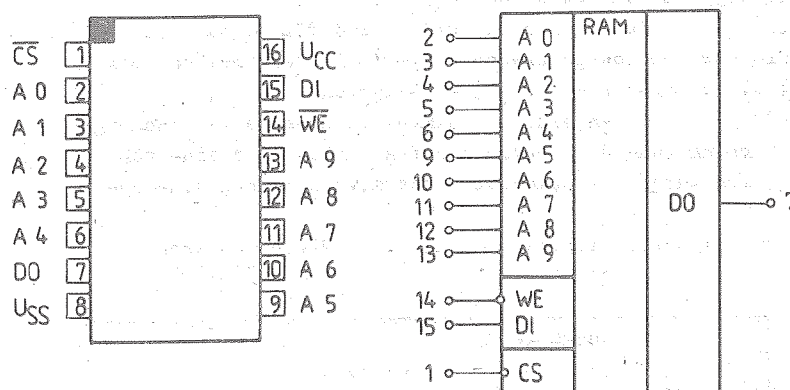 C̅S̅ 1
A 0 2
A 1 3
A 2 4
A 3 5
A 4 6
DO 7
USS 8
16 UCC
15 DI
14 W̅E̅
13 A 9
12 A 8
11 A 7
10 A 6
9 A 5
RAM
2 A 0
3 A 1
4 A 2
5 A 3
6 A 4
9 A 5
10 A 6
11 A 7
12 A 8
13 A 9
14 WE
15 DI
1 CS
DO 7